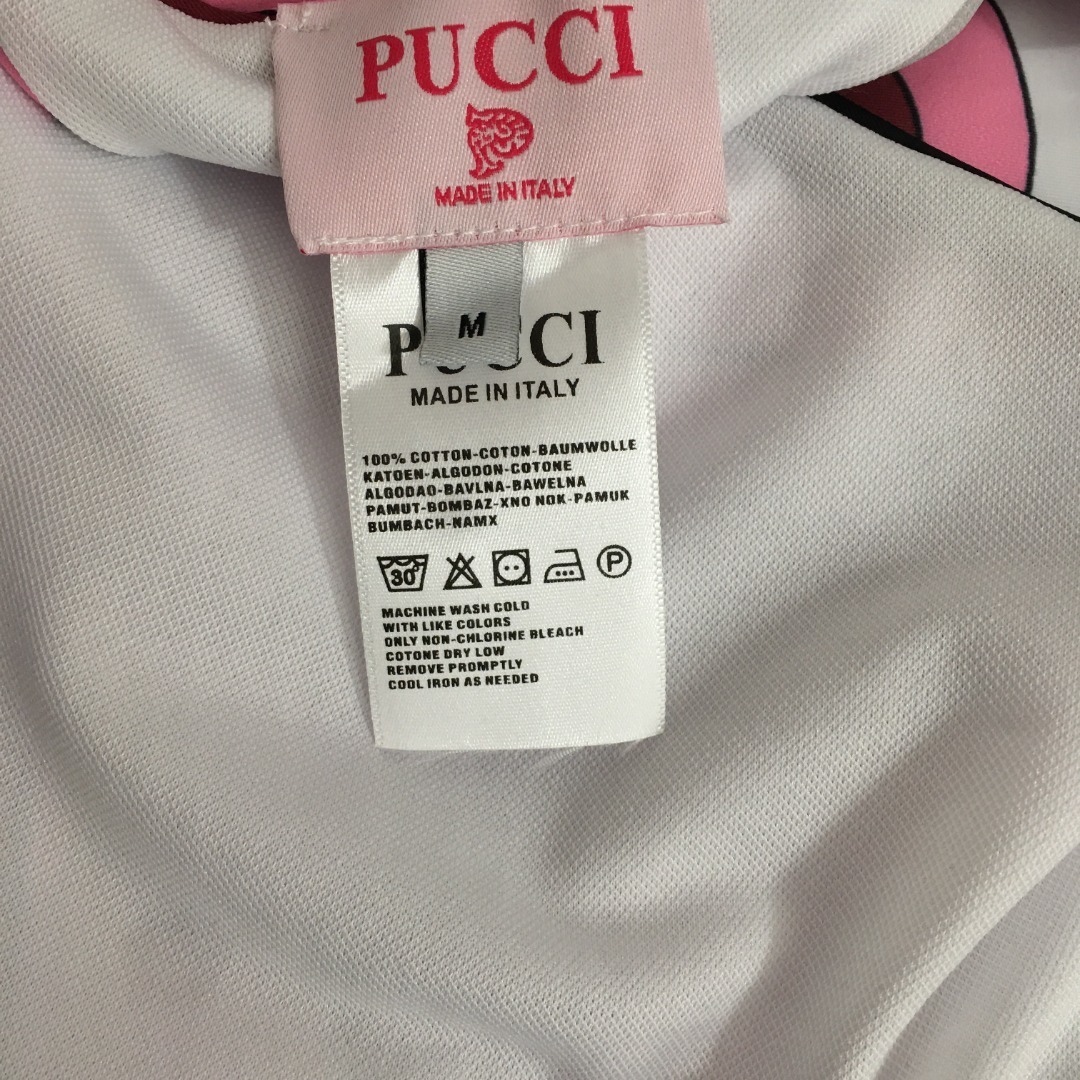 PUCCI
MADE IN ITALY
M
PUCCI
MADE IN ITALY
100% COTTON-COTON-BAUMWOLLE
KATOEN-ALGODON-COTONE
ALGODAO-BAVLNA-BAWELNA
PAMUT-BOMBAZ-XNO NOK-PAMUK
BUMBACH-NAMX
30°
P
MACHINE WASH COLD
WITH LIKE COLORS
ONLY NON-CHLORINE BLEACH
COTONE DRY LOW
REMOVE PROMPTLY
COOL IRON AS NEEDED